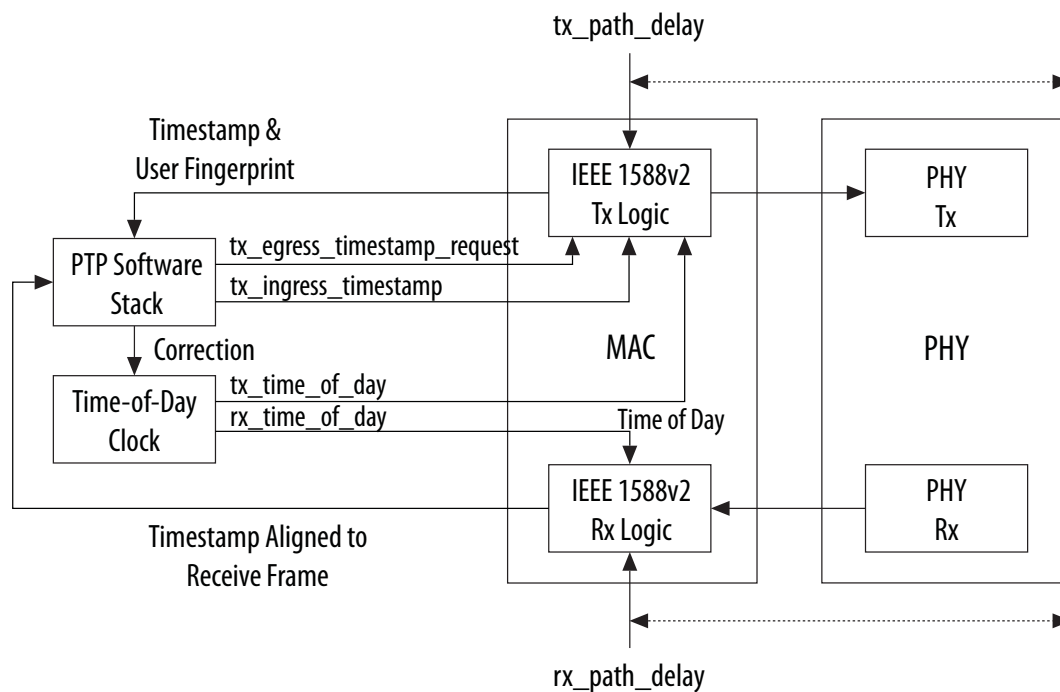 tx_path_delay
Timestamp &
User Fingerprint
IEEE 1588v2
Tx Logic
PHY
Tx
tx_egress_timestamp_request
PTP Software
Stack
tx_ingress_timestamp
Correction
MAC
PHY
Time-of-Day
Clock
tx_time_of_day
rx_time_of_day
Time of Day
IEEE 1588v2
Rx Logic
PHY
Rx
Timestamp Aligned to
Receive Frame
rx_path_delay